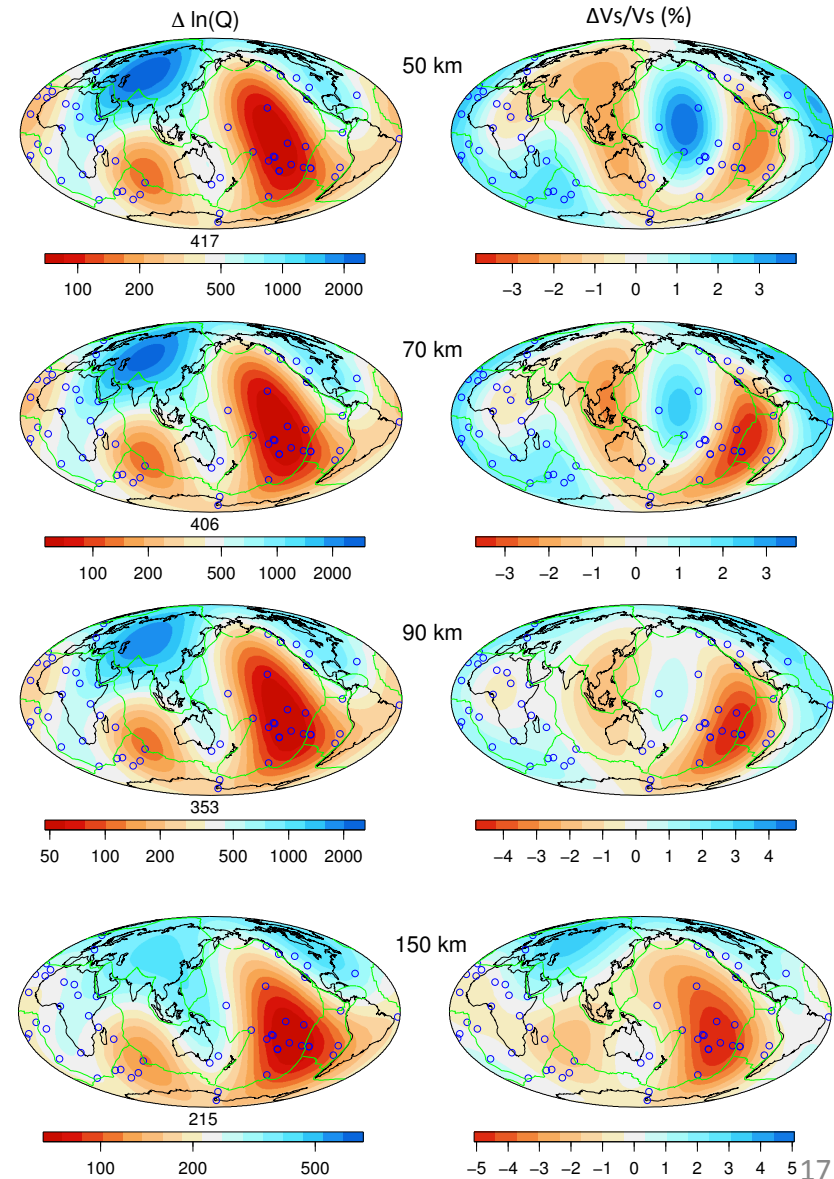 Δ ln(Q)
ΔVs/Vs (%)
50 km
417
100 200 500 1000 2000
−3 −2 −1 0 1 2 3
70 km
406
100 200 500 1000 2000
−3 −2 −1 0 1 2 3
90 km
353
50 100 200 500 1000 2000
−4 −3 −2 −1 0 1 2 3 4
150 km
215
100 200 500
−5 −4 −3 −2 −1 0 1 2 3 4 5
17